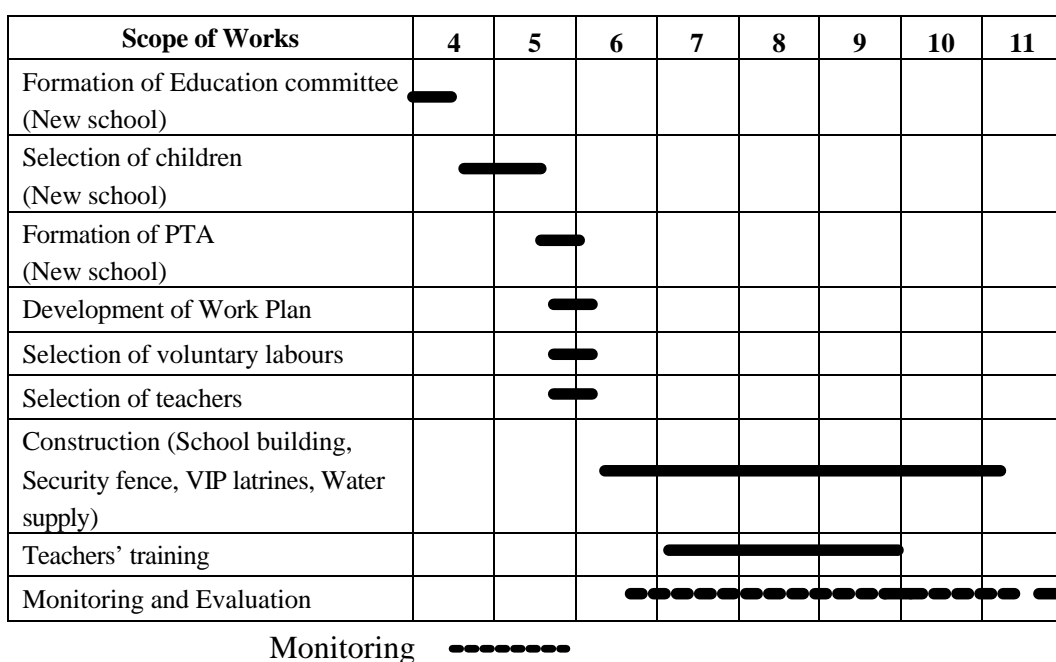 Scope of Works 4 5 6 7 8 9 10 11
Formation of Education committee
(New school)
Selection of children
(New school)
Formation of PTA
(New school)
Development of Work Plan
Selection of voluntary labours
Selection of teachers
Construction (School building,
Security fence, VIP latrines, Water
supply)
Teachers’ training
Monitoring and Evaluation
Monitoring